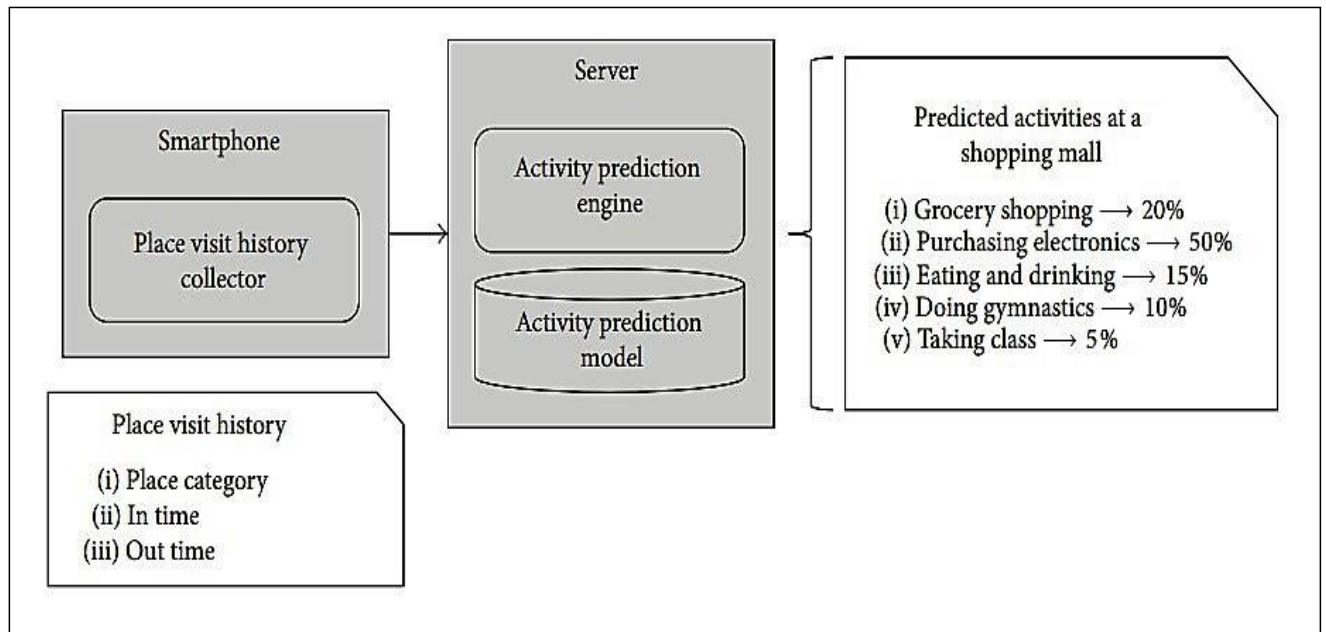 Smartphone
Place visit history
collector
Place visit history
(i) Place category
(ii) In time
(iii) Out time
Server
Activity prediction
engine
Activity prediction
model
Predicted activities at a
shopping mall
(i) Grocery shopping → 20%
(ii) Purchasing electronics → 50%
(iii) Eating and drinking → 15%
(iv) Doing gymnastics → 10%
(v) Taking class → 5%